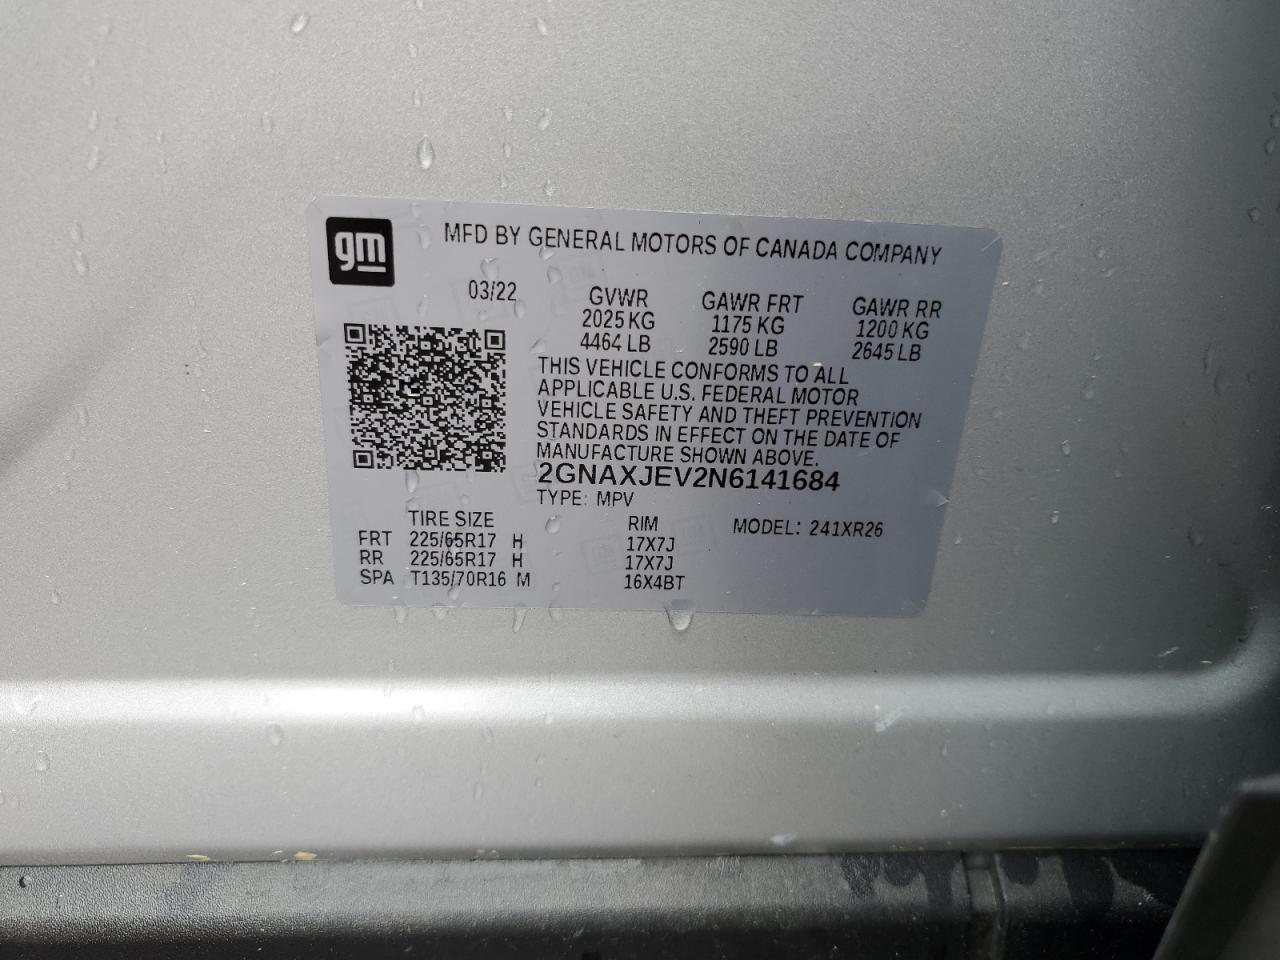 gm
MFD BY GENERAL MOTORS OF CANADA COMPANY
03/22
GVWR GAWR FRT GAWR RR
2025 KG 1175 KG 1200 KG
4464 LB 2590 LB 2645 LB
THIS VEHICLE CONFORMS TO ALL
APPLICABLE U.S. FEDERAL MOTOR
VEHICLE SAFETY AND THEFT PREVENTION
STANDARDS IN EFFECT ON THE DATE OF
MANUFACTURE SHOWN ABOVE.
2GNAXJEV2N6141684
TYPE: MPV
TIRE SIZE RIM MODEL: 241XR26
FRT 225/65R17 H 17X7J
RR 225/65R17 H 17X7J
SPA T135/70R16 M 16X4BT